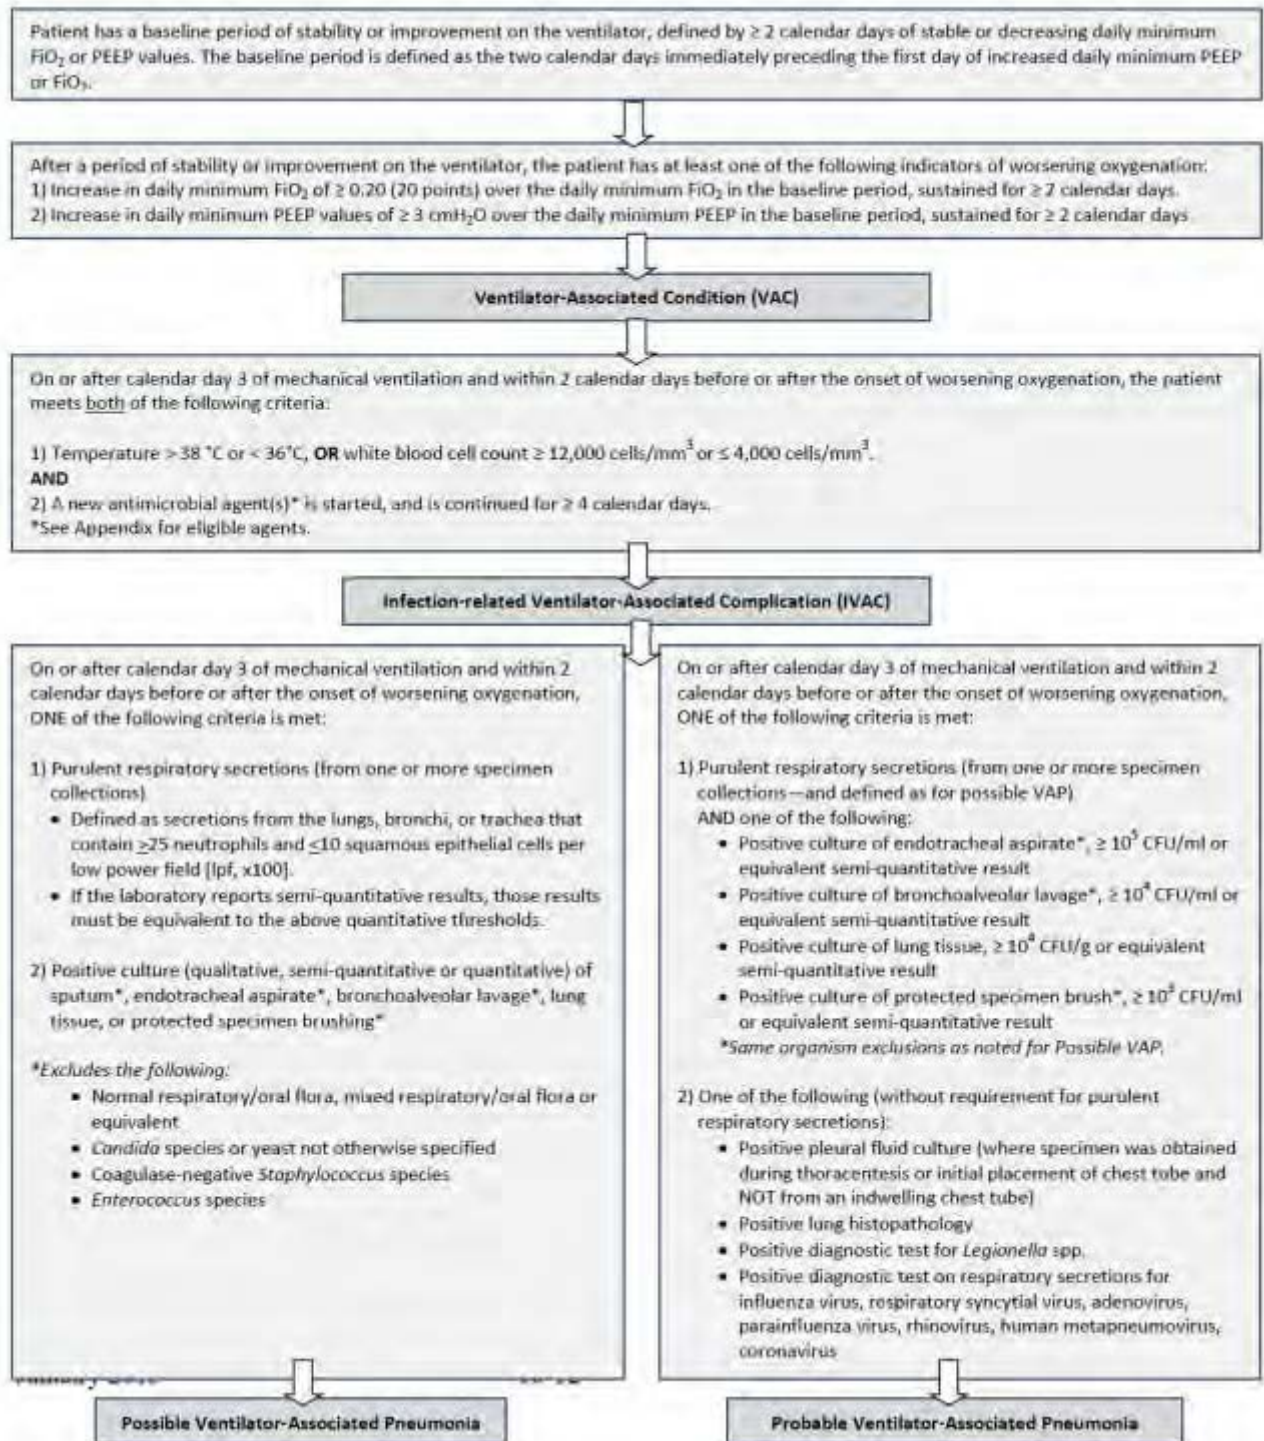 Patient has a baseline period of stability or improvement on the ventilator, defined by ≥ 2 calendar days of stable or decreasing daily minimum
FiO₂ or PEEP values. The baseline period is defined as the two calendar days immediately preceding the first day of increased daily minimum PEEP
or FiO₂.
After a period of stability or improvement on the ventilator, the patient has at least one of the following indicators of worsening oxygenation:
1) Increase in daily minimum FiO₂ of ≥ 0.20 (20 points) over the daily minimum FiO₂ in the baseline period, sustained for ≥ 2 calendar days.
2) Increase in daily minimum PEEP values of ≥ 3 cmH₂O over the daily minimum PEEP in the baseline period, sustained for ≥ 2 calendar days
Ventilator-Associated Condition (VAC)
On or after calendar day 3 of mechanical ventilation and within 2 calendar days before or after the onset of worsening oxygenation, the patient
meets both of the following criteria:
1) Temperature > 38 °C or < 36°C, OR white blood cell count ≥ 12,000 cells/mm³ or ≤ 4,000 cells/mm³.
AND
2) A new antimicrobial agent(s)* is started, and is continued for ≥ 4 calendar days.
*See Appendix for eligible agents.
Infection-related Ventilator-Associated Complication (IVAC)
On or after calendar day 3 of mechanical ventilation and within 2
calendar days before or after the onset of worsening oxygenation,
ONE of the following criteria is met:
1) Purulent respiratory secretions (from one or more specimen
collections)
• Defined as secretions from the lungs, bronchi, or trachea that
contain ≥25 neutrophils and ≤10 squamous epithelial cells per
low power field [lpf, x100].
• If the laboratory reports semi-quantitative results, those results
must be equivalent to the above quantitative thresholds.
2) Positive culture (qualitative, semi-quantitative or quantitative) of
sputum*, endotracheal aspirate*, bronchoalveolar lavage*, lung
tissue, or protected specimen brushing*
*Excludes the following:
• Normal respiratory/oral flora, mixed respiratory/oral flora or
equivalent
• Candida species or yeast not otherwise specified
• Coagulase-negative Staphylococcus species
• Enterococcus species
Possible Ventilator-Associated Pneumonia
On or after calendar day 3 of mechanical ventilation and within 2
calendar days before or after the onset of worsening oxygenation,
ONE of the following criteria is met:
1) Purulent respiratory secretions (from one or more specimen
collections—and defined as for possible VAP)
AND one of the following:
• Positive culture of endotracheal aspirate*, ≥ 10⁵ CFU/ml or
equivalent semi-quantitative result
• Positive culture of bronchoalveolar lavage*, ≥ 10⁴ CFU/ml or
equivalent semi-quantitative result
• Positive culture of lung tissue, ≥ 10⁴ CFU/g or equivalent
semi-quantitative result
• Positive culture of protected specimen brush*, ≥ 10³ CFU/ml
or equivalent semi-quantitative result
*Same organism exclusions as noted for Possible VAP.
2) One of the following (without requirement for purulent
respiratory secretions):
• Positive pleural fluid culture (where specimen was obtained
during thoracentesis or initial placement of chest tube and
NOT from an indwelling chest tube)
• Positive lung histopathology
• Positive diagnostic test for Legionella spp.
• Positive diagnostic test on respiratory secretions for
influenza virus, respiratory syncytial virus, adenovirus,
parainfluenza virus, rhinovirus, human metapneumovirus,
coronavirus
Probable Ventilator-Associated Pneumonia